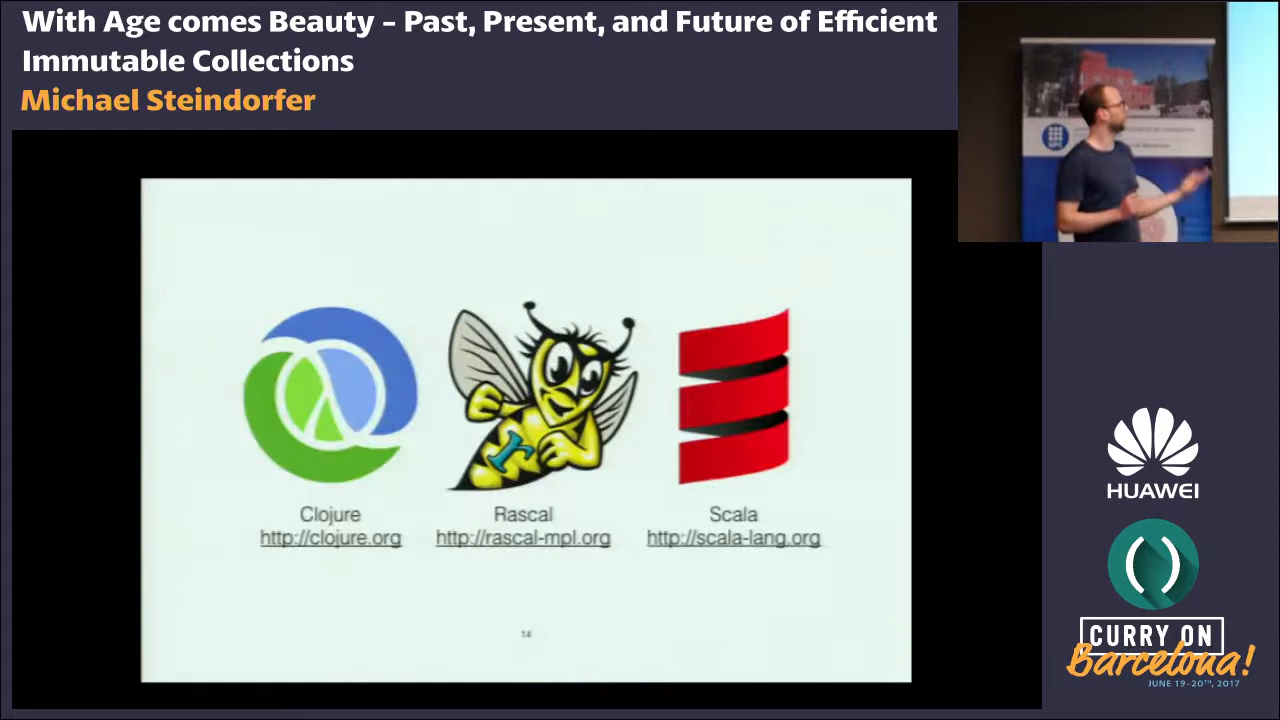 With Age comes Beauty – Past, Present, and Future of Efficient
Immutable Collections
Michael Steindorfer
Clojure
http://clojure.org
Rascal
http://rascal-mpl.org
Scala
http://scala-lang.org
14
HUAWEI
CURRY ON
Barcelona!
JUNE 19-20TH, 2017